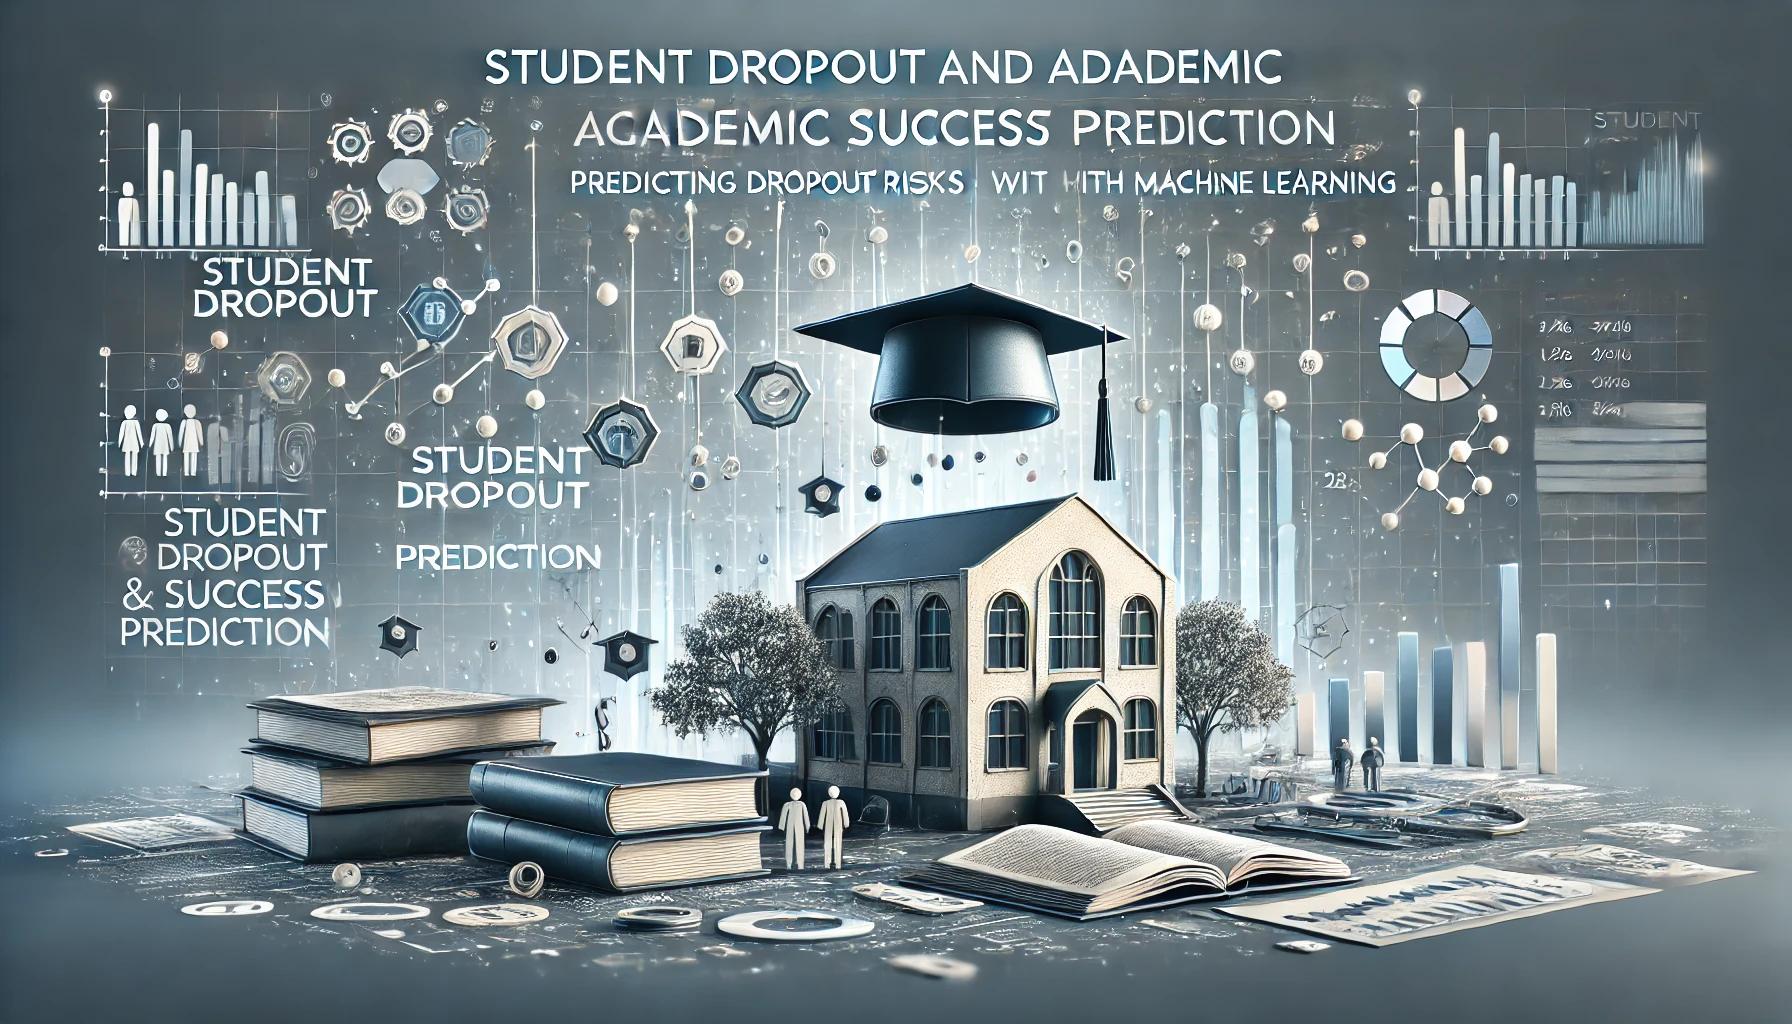 STUDENT DROPOUT AND ADADEMIC
ACADEMIC SUCCESS PREDICTION
PREDICTING DROPOUT RISKS WIT ITH MACHINE LEARNING
STUDENT
STUDENT
DROPOUT
STUDENT
DROPOUT
PREDICTION
STUDENT
DROPOUT
& SUCCESS
PREDICTION